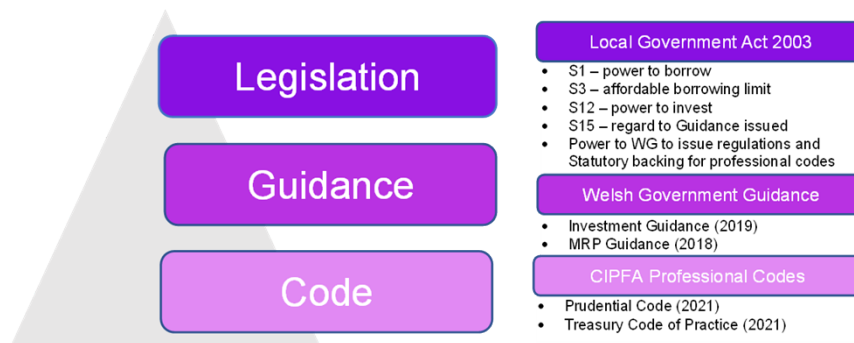 Legislation
Guidance
Code
Local Government Act 2003
• S1 – power to borrow
• S3 – affordable borrowing limit
• S12 – power to invest
• S15 – regard to Guidance issued
• Power to WG to issue regulations and
Statutory backing for professional codes
Welsh Government Guidance
• Investment Guidance (2019)
• MRP Guidance (2018)
CIPFA Professional Codes
• Prudential Code (2021)
• Treasury Code of Practice (2021)